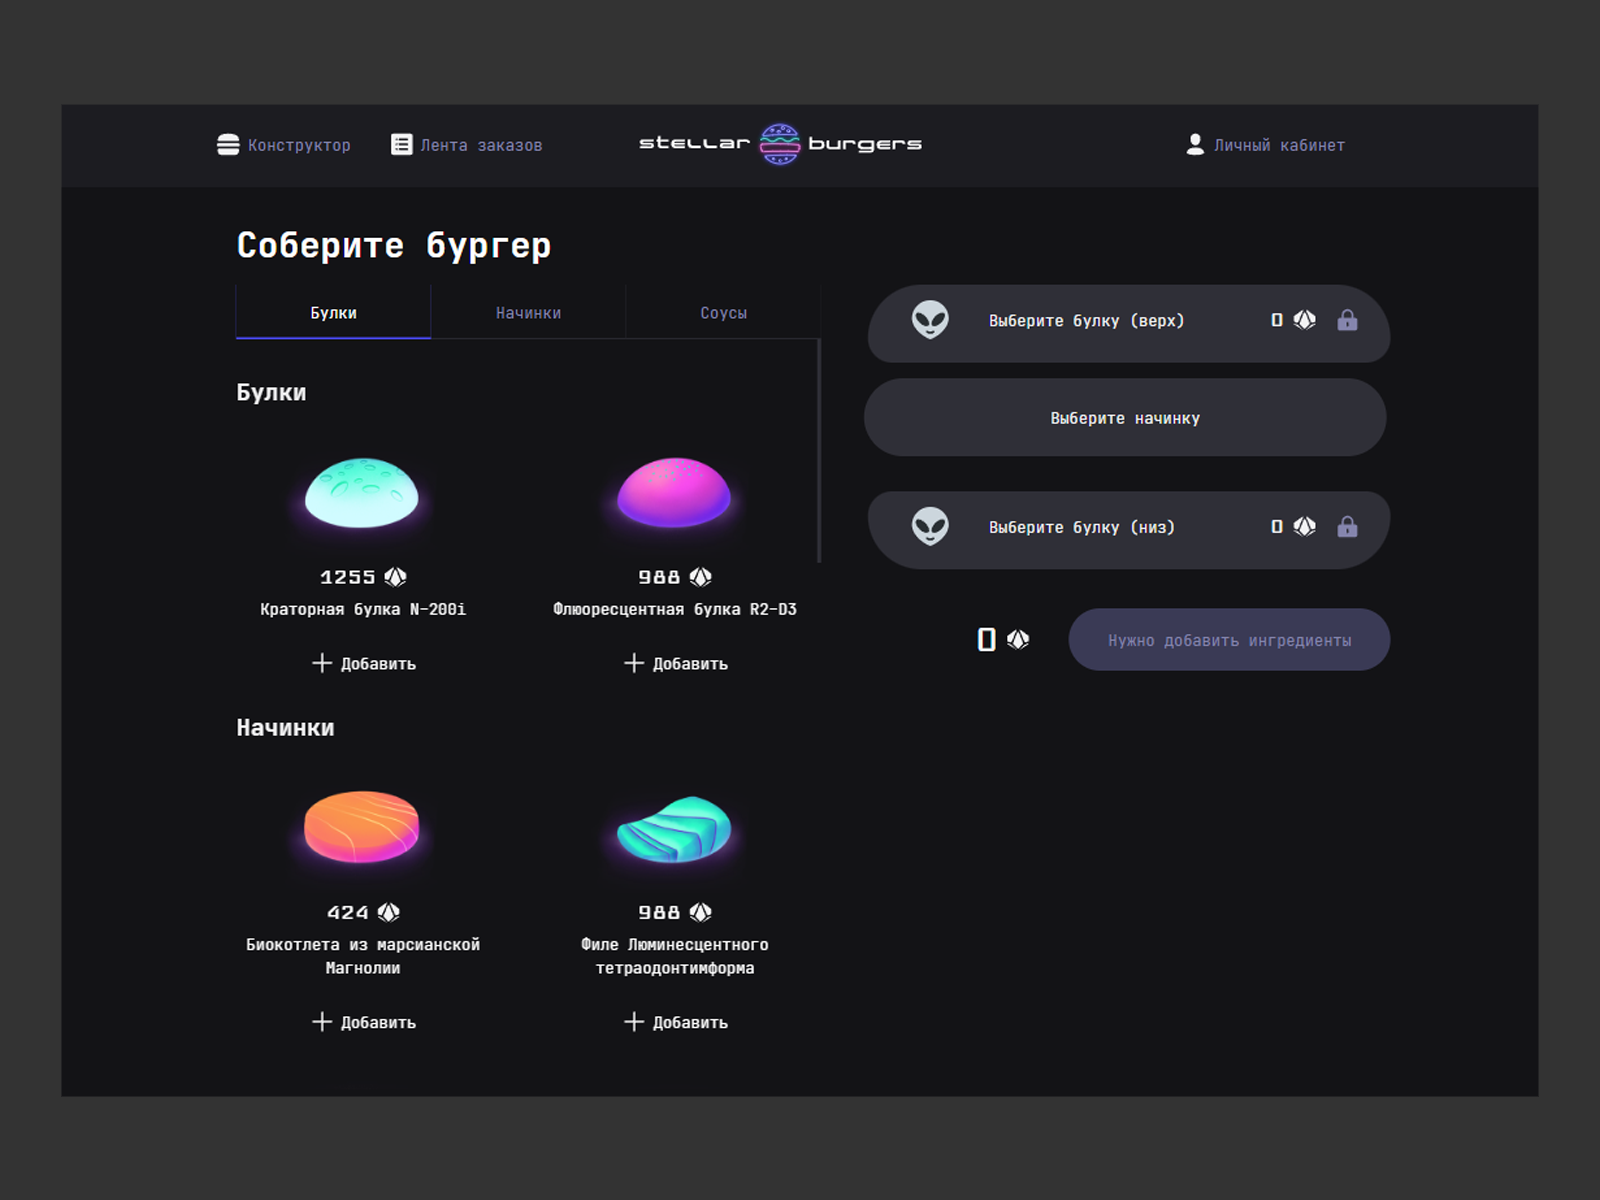 Конструктор
Лента заказов
stellar burgers
Личный кабинет
Соберите бургер
Булки
Начинки
Соусы
Булки
1255
Краторная булка N-200i
Добавить
988
Флюоресцентная булка R2-D3
Добавить
Начинки
424
Биокотлета из марсианской
Магнолии
Добавить
988
Филе Люминесцентного
тетраодонтимформа
Добавить
Выберите булку (верх)
0
Выберите начинку
Выберите булку (низ)
0
0
Нужно добавить ингредиенты